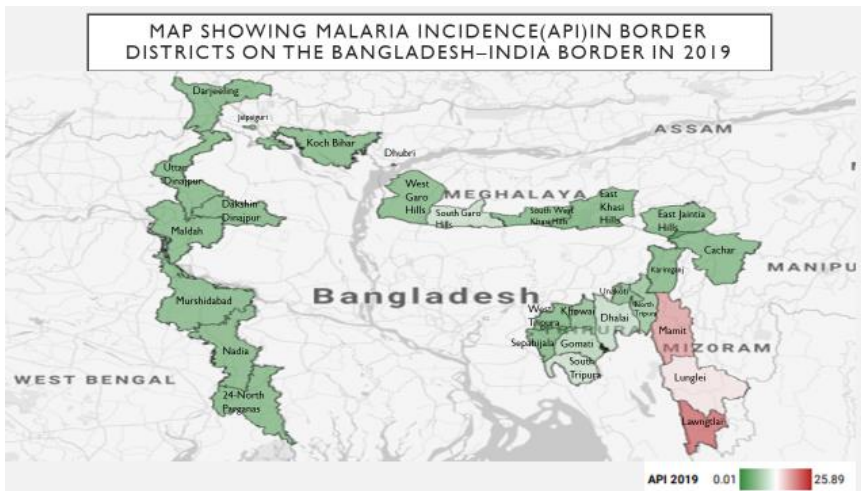 MAP SHOWING MALARIA INCIDENCE(API)IN BORDER
DISTRICTS ON THE BANGLADESH–INDIA BORDER IN 2019
Darjeeling
Jalpaiguri
Koch Bihar
Dhubri
ASSAM
Uttar
Dinajpur
Dakshin
Dinajpur
Maldah
West
Garo
Hills
MEGHALAYA
South Garo
Hills
South West
Khasi Hills
East
Khasi
Hills
East Jaintia
Hills
Cachar
MANIPU
Karimganj
Murshidabad
Bangladesh
Unakoti
North
Tripura
West
Tripura
Khowai
Dhalai
TRIPURA
Sepahijala
Gomati
South
Tripura
Mamit
MIZORAM
Nadia
Lunglei
WEST BENGAL
24-North
Parganas
Lawngtlai
API 2019 0.01 25.89